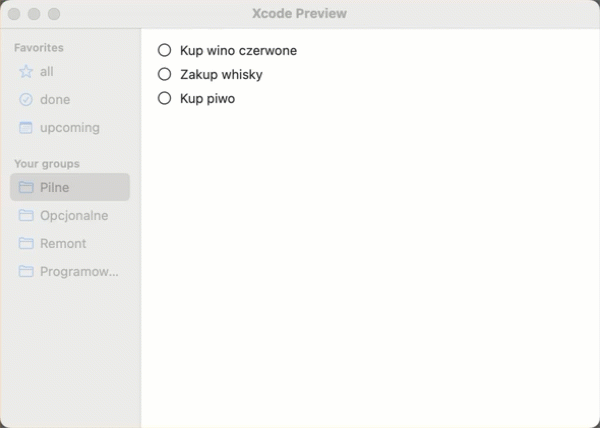 Xcode Preview
Favorites
all
done
upcoming
Your groups
Pilne
Opcjonalne
Remont
Programow...
Kup wino czerwone
Zakup whisky
Kup piwo